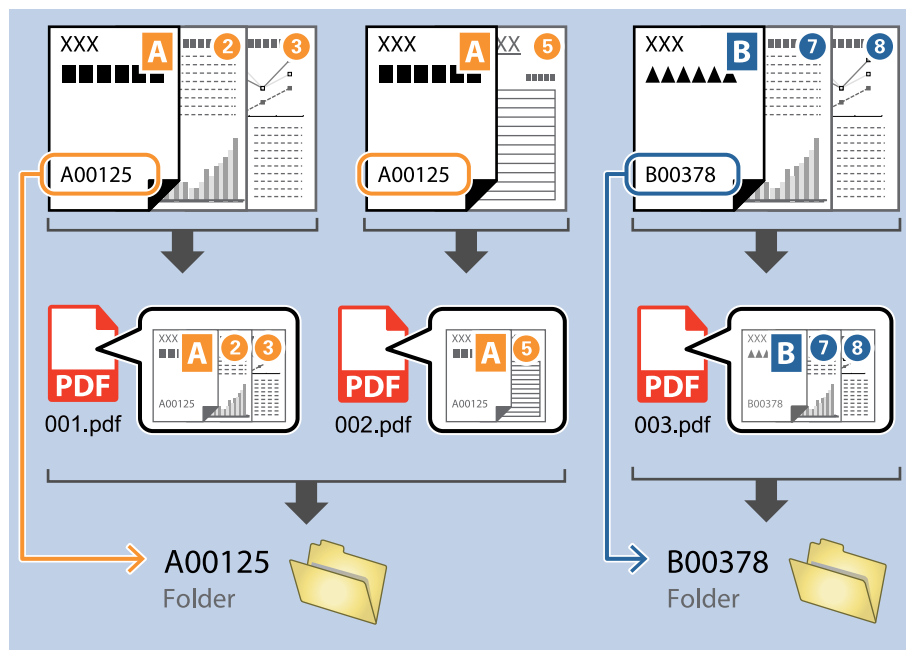 XXX A 2 3
A00125
XXX A XX 5
A00125
XXX B 7 8
B00378
PDF
001.pdf
XXX A 2 3
A00125
PDF
002.pdf
XXX A 5
A00125
PDF
003.pdf
XXX B 7 8
B00378
A00125
Folder
B00378
Folder